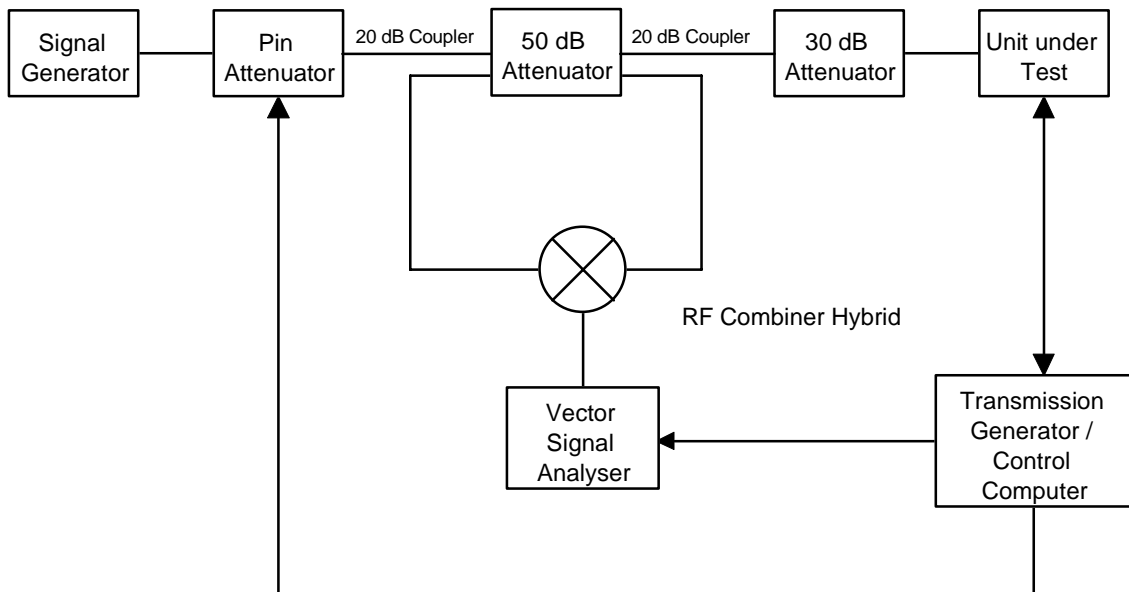 Signal
Generator
Pin
Attenuator
20 dB Coupler
50 dB
Attenuator
20 dB Coupler
30 dB
Attenuator
Unit under
Test
RF Combiner Hybrid
Vector
Signal
Analyser
Transmission
Generator /
Control
Computer